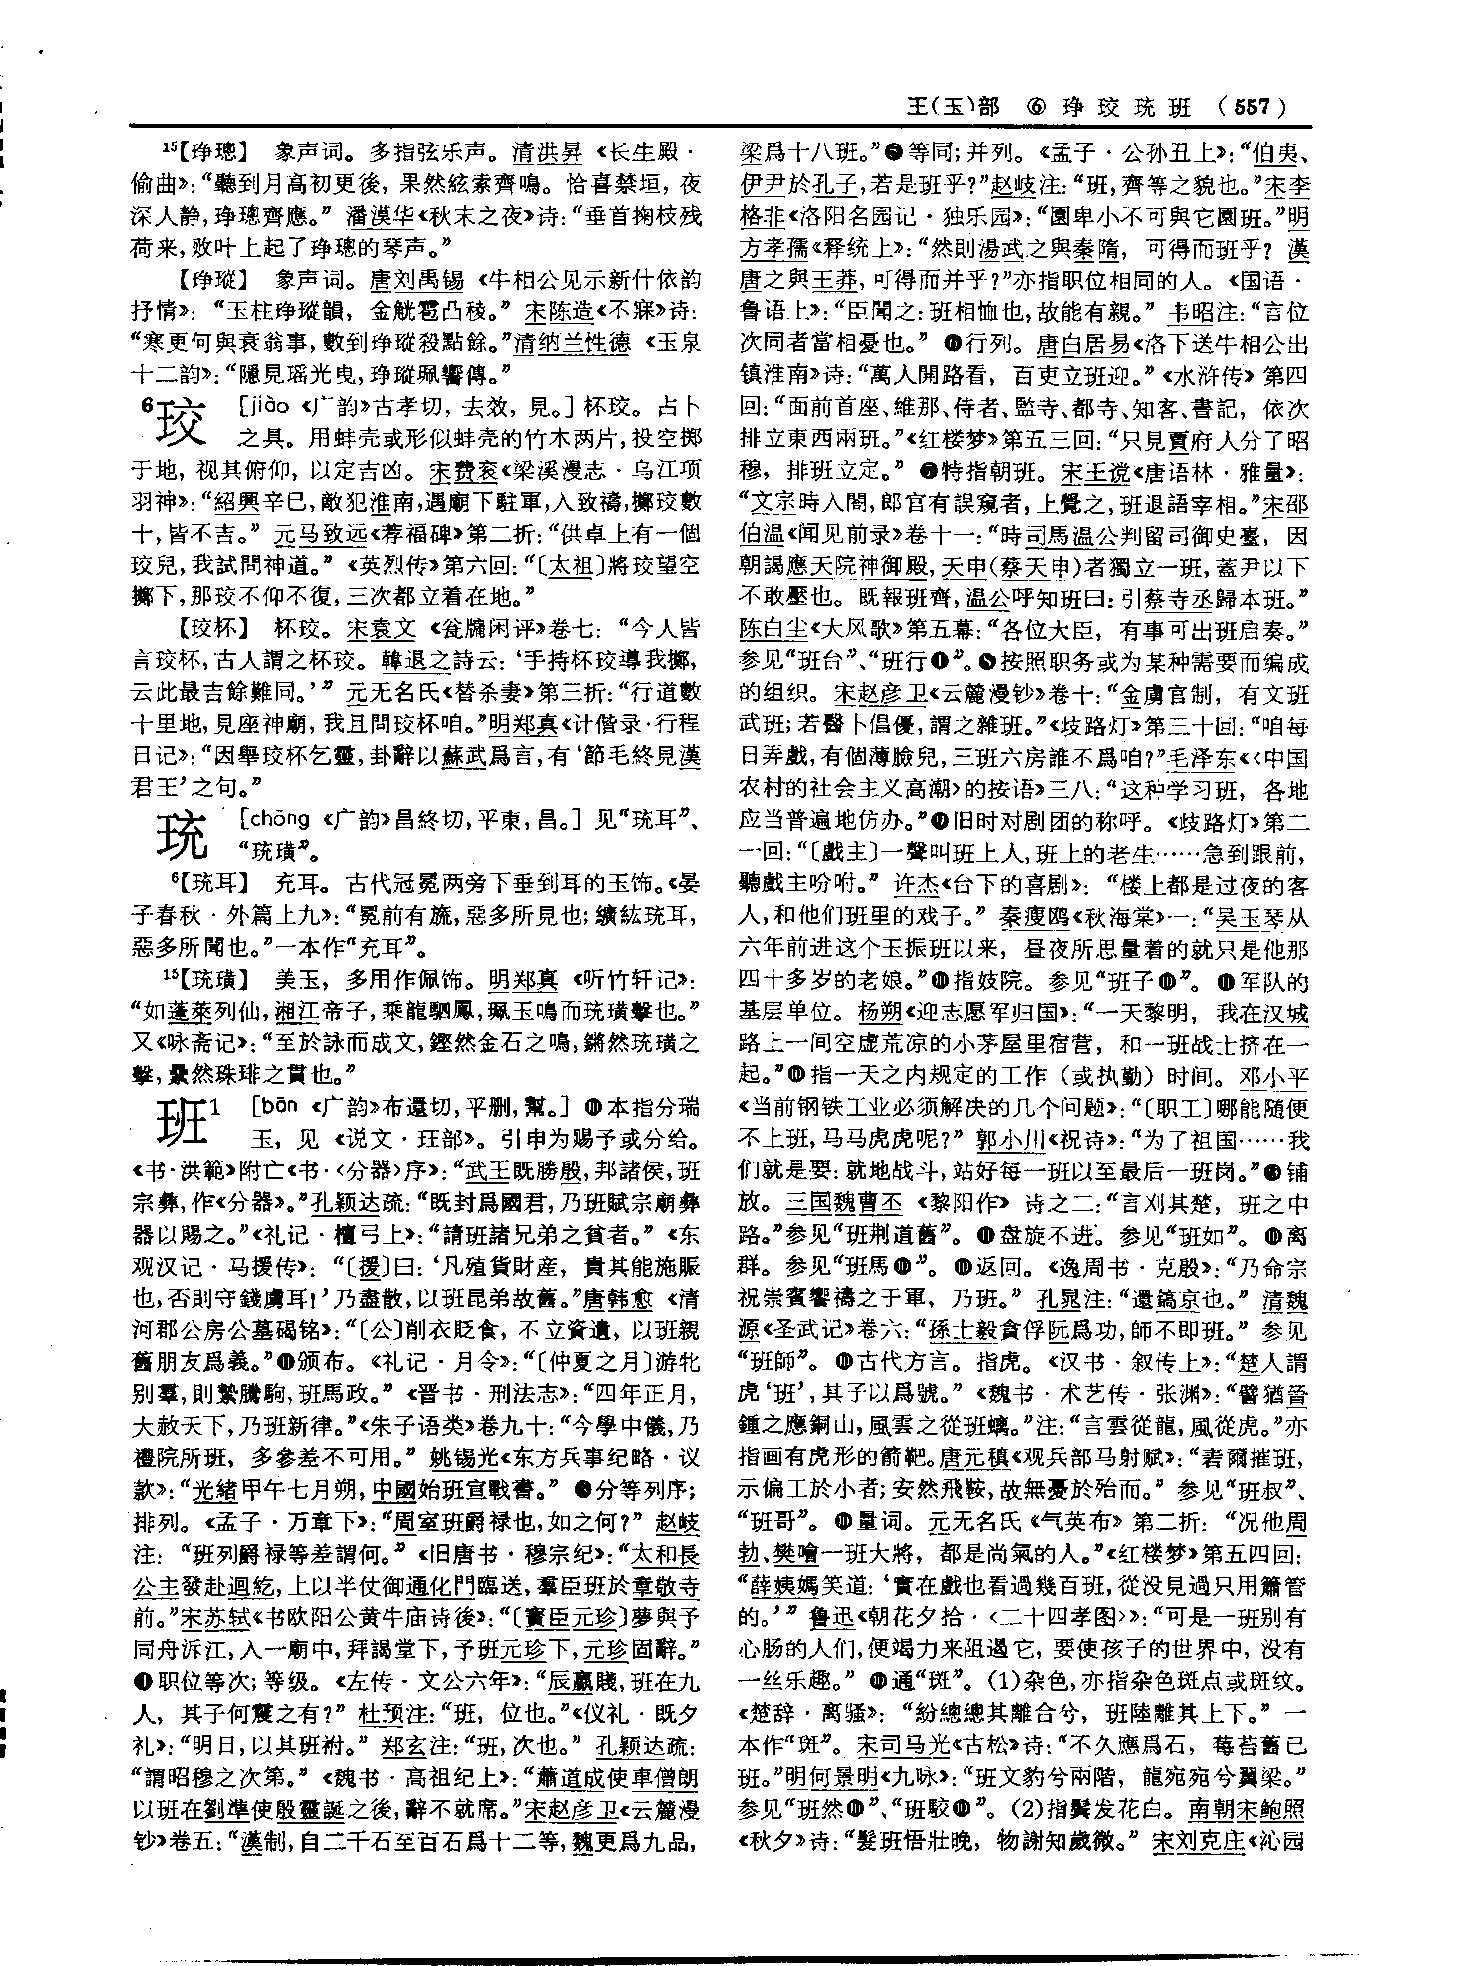 王(玉)部 ⑥ 琤珓珫班 (557)
¹⁵【琤璁】 象声词。多指弦乐声。清洪昇《长生殿·
偷曲》:“聽到月高初更後,果然絃索齊鳴。恰喜禁垣,夜
深人静,琤璁齊應。” 潘漠华《秋末之夜》诗:“垂首掬枝残
荷来,败叶上起了琤璁的琴声。”
【琤瑽】 象声词。唐刘禹锡《牛相公见示新什依韵
抒情》:“玉柱琤瑽韻,金觥雹凸稜。” 宋陈造《不寐》诗:
“寒更句與衰翁事,數到琤瑽殺點餘。”清纳兰性德《玉泉
十二韵》:“隱見瑶光曳,琤瑽珮響傳。”
⁶珓 [jiào《广韵》古孝切,去效,見。]杯珓。占卜
之具。用蚌壳或形似蚌壳的竹木两片,投空掷
于地,视其俯仰,以定吉凶。宋费衮《梁溪漫志·乌江项
羽神》:“紹興辛巳,敵犯淮南,遇廟下駐軍,入致禱,擲珓數
十,皆不吉。” 元马致远《荐福碑》第二折:“供卓上有一個
珓兒,我試問神道。”《英烈传》第六回:“〔太祖〕將珓望空
擲下,那珓不仰不復,三次都立着在地。”
【珓杯】 杯珓。宋袁文《瓮牖闲评》卷七:“今人皆
言珓杯,古人謂之杯珓。韓退之詩云:‘手持杯珓導我擲,
云此最吉餘難同。’” 元无名氏《替杀妻》第三折:“行道數
十里地,見座神廟,我且問珓杯咱。”明郑真《计偕录·行程
日记》:“因舉珓杯乞靈,卦辭以蘇武爲言,有‘節毛終見漢
君王’之句。”
珫 [chōng《广韵》昌終切,平東,昌。]见“珫耳”、
“珫璜”。
⁶【珫耳】 充耳。古代冠冕两旁下垂到耳的玉饰。《晏
子春秋·外篇上九》:“冕前有旒,惡多所見也;纊紘珫耳,
惡多所聞也。”一本作“充耳”。
¹⁵【珫璜】 美玉,多用作佩饰。明郑真《听竹轩记》:
“如蓬萊列仙,湘江帝子,乘龍駟鳳,珮玉鳴而珫璜擊也。”
又《咏斋记》:“至於詠而成文,鏗然金石之鳴,鏘然珫璜之
擊,纍然珠琲之貫也。”
班¹ [bān《广韵》布還切,平删,幫。]❶本指分瑞
玉,见《说文·玨部》。引申为赐予或分给。
《书·洪範》附亡《书·〈分器〉序》:“武王既勝殷,邦諸侯,班
宗彝,作《分器》。”孔颖达疏:“既封爲國君,乃班賦宗廟彝
器以賜之。”《礼记·檀弓上》:“請班諸兄弟之貧者。”《东
观汉记·马援传》:“〔援〕曰:‘凡殖貨財産,貴其能施賑
也,否則守錢虜耳!’乃盡散,以班昆弟故舊。”唐韩愈《清
河郡公房公墓碣铭》:“〔公〕削衣貶食,不立資遺,以班親
舊朋友爲義。”❷颁布。《礼记·月令》:“〔仲夏之月〕游牝
别羣,則縶騰駒,班馬政。”《晋书·刑法志》:“四年正月,
大赦天下,乃班新律。”《朱子语类》卷九十:“今學中儀,乃
禮院所班,多參差不可用。” 姚锡光《东方兵事纪略·议
款》:“光緒甲午七月朔,中國始班宣戰書。” ❸分等列序;
排列。《孟子·万章下》:“周室班爵禄也,如之何?” 赵岐
注:“班列爵禄等差謂何。”《旧唐书·穆宗纪》:“太和長
公主發赴迴紇,上以半仗御通化門臨送,羣臣班於章敬寺
前。”宋苏轼《书欧阳公黄牛庙诗後》:“〔寳臣元珍〕夢與予
同舟泝江,入一廟中,拜謁堂下,予班元珍下,元珍固辭。”
❹职位等次;等级。《左传·文公六年》:“辰嬴賤,班在九
人,其子何震之有?” 杜预注:“班,位也。”《仪礼·既夕
礼》:“明日,以其班祔。” 郑玄注:“班,次也。” 孔颖达疏:
“謂昭穆之次第。”《魏书·高祖纪上》:“蕭道成使車僧朗
以班在劉準使殷靈誕之後,辭不就席。”宋赵彦卫《云麓漫
钞》卷五:“漢制,自二千石至百石爲十二等,魏更爲九品,
梁爲十八班。”❺等同;并列。《孟子·公孙丑上》:“伯夷、
伊尹於孔子,若是班乎?”赵岐注:“班,齊等之貌也。”宋李
格非《洛阳名园记·独乐园》:“園卑小不可與它園班。”明
方孝孺《释统上》:“然則湯武之與秦隋,可得而班乎?漢
唐之與王莽,可得而并乎?”亦指职位相同的人。《国语·
鲁语上》:“臣聞之:班相恤也,故能有親。” 韦昭注:“言位
次同者當相憂也。” ❻行列。唐白居易《洛下送牛相公出
镇淮南》诗:“萬人開路看,百吏立班迎。”《水浒传》第四
回:“面前首座、維那、侍者、監寺、都寺、知客、書記,依次
排立東西兩班。”《红楼梦》第五三回:“只見賈府人分了昭
穆,排班立定。” ❼特指朝班。宋王谠《唐语林·雅量》:
“文宗時入閤,郎官有誤窺者,上覺之,班退語宰相。”宋邵
伯温《闻见前录》卷十一:“時司馬温公判留司御史臺,因
朝謁應天院神御殿,天申(蔡天申)者獨立一班,蓋尹以下
不敢壓也。既報班齊,温公呼知班曰:引蔡寺丞歸本班。”
陈白尘《大风歌》第五幕:“各位大臣,有事可出班启奏。”
参见“班台”、“班行❶”。❽按照职务或为某种需要而编成
的组织。宋赵彦卫《云麓漫钞》卷十:“金虜官制,有文班
武班;若醫卜倡優,謂之雜班。”《歧路灯》第三十回:“咱每
日弄戲,有個薄臉兒,三班六房誰不爲咱?”毛泽东《〈中国
农村的社会主义高潮〉的按语》三八:“这种学习班,各地
应当普遍地仿办。”❾旧时对剧团的称呼。《歧路灯》第二
一回:“〔戲主〕一聲叫班上人,班上的老生……急到跟前,
聽戲主吩咐。” 许杰《台下的喜剧》:“楼上都是过夜的客
人,和他们班里的戏子。” 秦瘦鸥《秋海棠》一:“吴玉琴从
六年前进这个玉振班以来,昼夜所思量着的就只是他那
四十多岁的老娘。”❿指妓院。参见“班子⓫”。⓫军队的
基层单位。杨朔《迎志愿军归国》:“一天黎明,我在汉城
路上一间空虚荒凉的小茅屋里宿营,和一班战士挤在一
起。”⓬指一天之内规定的工作(或执勤)时间。邓小平
《当前钢铁工业必须解决的几个问题》:“〔职工〕哪能随便
不上班,马马虎虎呢?” 郭小川《祝诗》:“为了祖国……我
们就是要:就地战斗,站好每一班以至最后一班岗。”⓭铺
放。三国魏曹丕《黎阳作》诗之二:“言刈其楚,班之中
路。”参见“班荆道舊”。⓮盘旋不进。参见“班如”。⓯离
群。参见“班馬❶”。⓰返回。《逸周书·克殷》:“乃命宗
祝崇賓饗禱之于軍,乃班。” 孔晁注:“還鎬京也。” 清魏
源《圣武记》卷六:“孫士毅貪俘阮爲功,師不即班。” 参见
“班師”。⓱古代方言。指虎。《汉书·叙传上》:“楚人謂
虎‘班’,其子以爲號。”《魏书·术艺传·张渊》:“譬猶晉
鍾之應銅山,風雲之從班螭。”注:“言雲從龍,風從虎。”亦
指画有虎形的箭靶。唐元稹《观兵部马射赋》:“者爾摧班,
示偏工於小者;安然飛鞍,故無憂於殆而。” 参见“班叔”、
“班哥”。⓲量词。元无名氏《气英布》第二折:“况他周
勃、樊噲一班大將,都是尚氣的人。”《红楼梦》第五四回:
“薛姨媽笑道:‘實在戲也看過幾百班,從没見過只用簫管
的。’” 鲁迅《朝花夕拾·〈二十四孝图〉》:“可是一班别有
心肠的人们,便竭力来阻遏它,要使孩子的世界中,没有
一丝乐趣。” ⓳通“斑”。(1)杂色,亦指杂色斑点或斑纹。
《楚辞·离骚》:“紛總總其離合兮,班陸離其上下。” 一
本作“斑”。宋司马光《古松》诗:“不久應爲石,莓苔舊已
班。”明何景明《九咏》:“班文豹兮兩階,龍宛宛兮翼梁。”
参见“班然❶”、“班駮❶”。(2)指鬓发花白。南朝宋鲍照
《秋夕》诗:“髮班悟壯晚,物謝知歲微。” 宋刘克庄《沁园